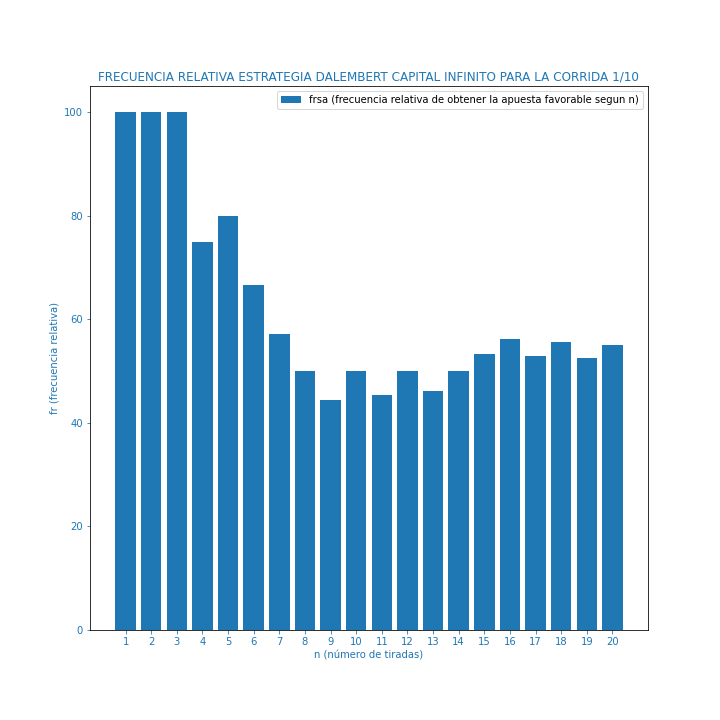 FRECUENCIA RELATIVA ESTRATEGIA DALEMBERT CAPITAL INFINITO PARA LA CORRIDA 1/10
frsa (frecuencia relativa de obtener la apuesta favorable segun n)
100
80
60
40
20
0
fr (frecuencia relativa)
1 2 3 4 5 6 7 8 9 10 11 12 13 14 15 16 17 18 19 20
n (número de tiradas)